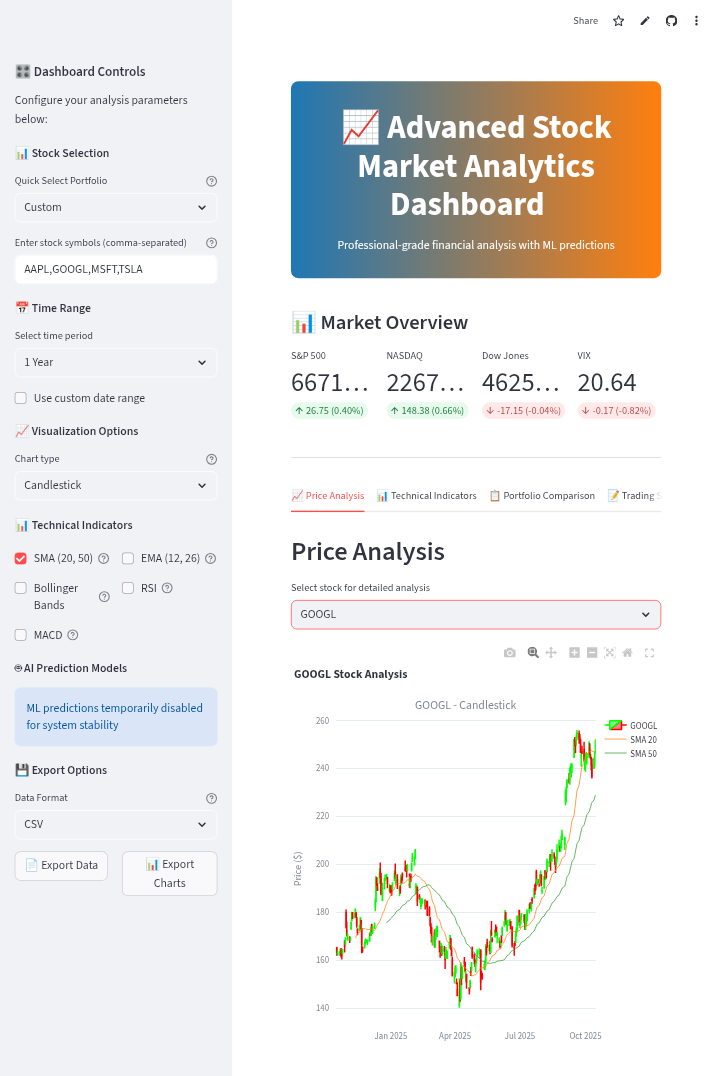 Share
Dashboard Controls
Configure your analysis parameters
below:
Stock Selection
Quick Select Portfolio
Custom
Enter stock symbols (comma-separated)
AAPL,GOOGL,MSFT,TSLA
Time Range
Select time period
1 Year
Use custom date range
Visualization Options
Chart type
Candlestick
Technical Indicators
SMA (20, 50)
EMA (12, 26)
Bollinger
Bands
RSI
MACD
AI Prediction Models
ML predictions temporarily disabled
for system stability
Export Options
Data Format
CSV
Export Data
Export
Charts
Advanced Stock
Market Analytics
Dashboard
Professional-grade financial analysis with ML predictions
Market Overview
S&P 500
6671…
26.75 (0.40%)
NASDAQ
2267…
148.38 (0.66%)
Dow Jones
4625…
-17.15 (-0.04%)
VIX
20.64
-0.17 (-0.82%)
Price Analysis
Technical Indicators
Portfolio Comparison
Trading
Price Analysis
Select stock for detailed analysis
GOOGL
GOOGL Stock Analysis
GOOGL - Candlestick
GOOGL
SMA 20
SMA 50
Price ($)
260
240
220
200
180
160
140
Jan 2025
Apr 2025
Jul 2025
Oct 2025